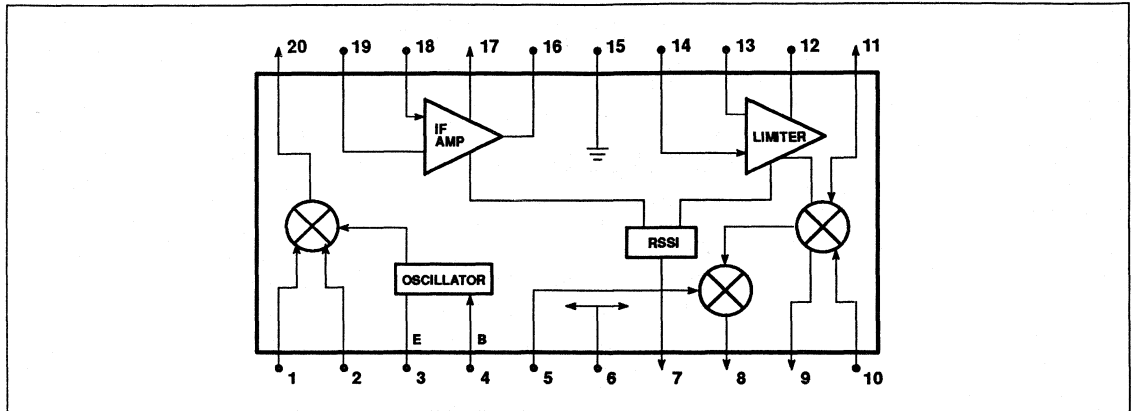 20 19 18 17 16 15 14 13 12 11
IF
AMP
LIMITER
RSSI
OSCILLATOR
E B
1 2 3 4 5 6 7 8 9 10